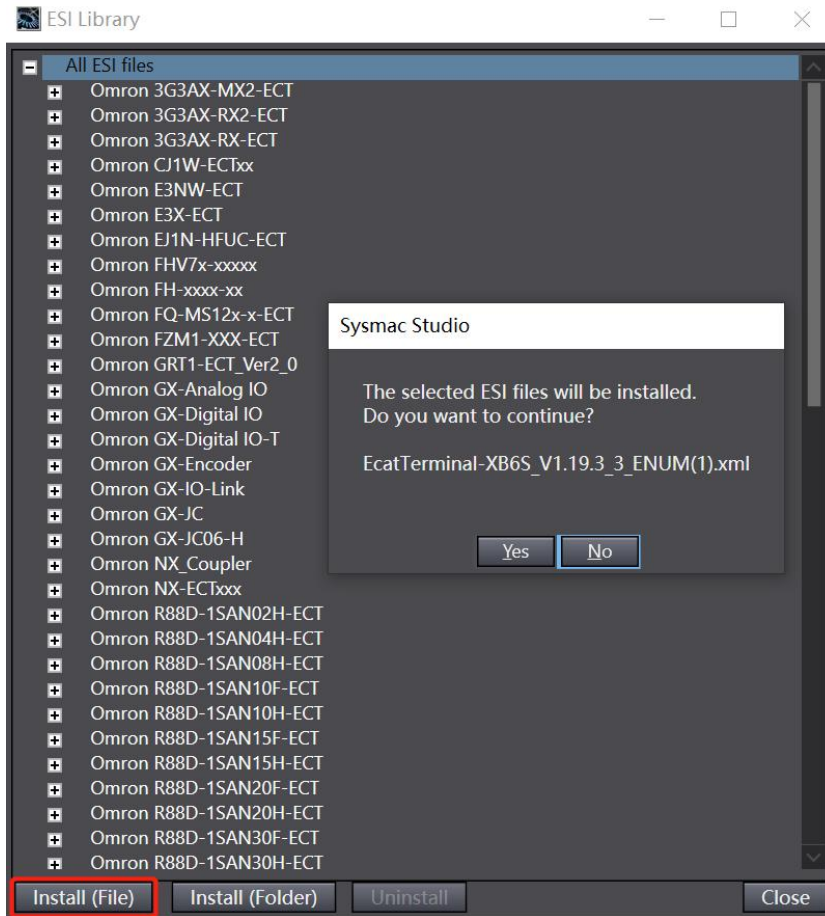 ESI Library
All ESI files
Omron 3G3AX-MX2-ECT
Omron 3G3AX-RX2-ECT
Omron 3G3AX-RX-ECT
Omron CJ1W-ECTxx
Omron E3NW-ECT
Omron E3X-ECT
Omron EJ1N-HFUC-ECT
Omron FHV7x-xxxxx
Omron FH-xxxx-xx
Omron FQ-MS12x-x-ECT
Omron FZM1-XXX-ECT
Omron GRT1-ECT_Ver2_0
Omron GX-Analog IO
Omron GX-Digital IO
Omron GX-Digital IO-T
Omron GX-Encoder
Omron GX-IO-Link
Omron GX-JC
Omron GX-JC06-H
Omron NX_Coupler
Omron NX-ECTxxx
Omron R88D-1SAN02H-ECT
Omron R88D-1SAN04H-ECT
Omron R88D-1SAN08H-ECT
Omron R88D-1SAN10F-ECT
Omron R88D-1SAN10H-ECT
Omron R88D-1SAN15F-ECT
Omron R88D-1SAN15H-ECT
Omron R88D-1SAN20F-ECT
Omron R88D-1SAN20H-ECT
Omron R88D-1SAN30F-ECT
Omron R88D-1SAN30H-ECT
Sysmac Studio
The selected ESI files will be installed.
Do you want to continue?
EcatTerminal-XB6S_V1.19.3_3_ENUM(1).xml
Yes No
Install (File) Install (Folder) Uninstall Close